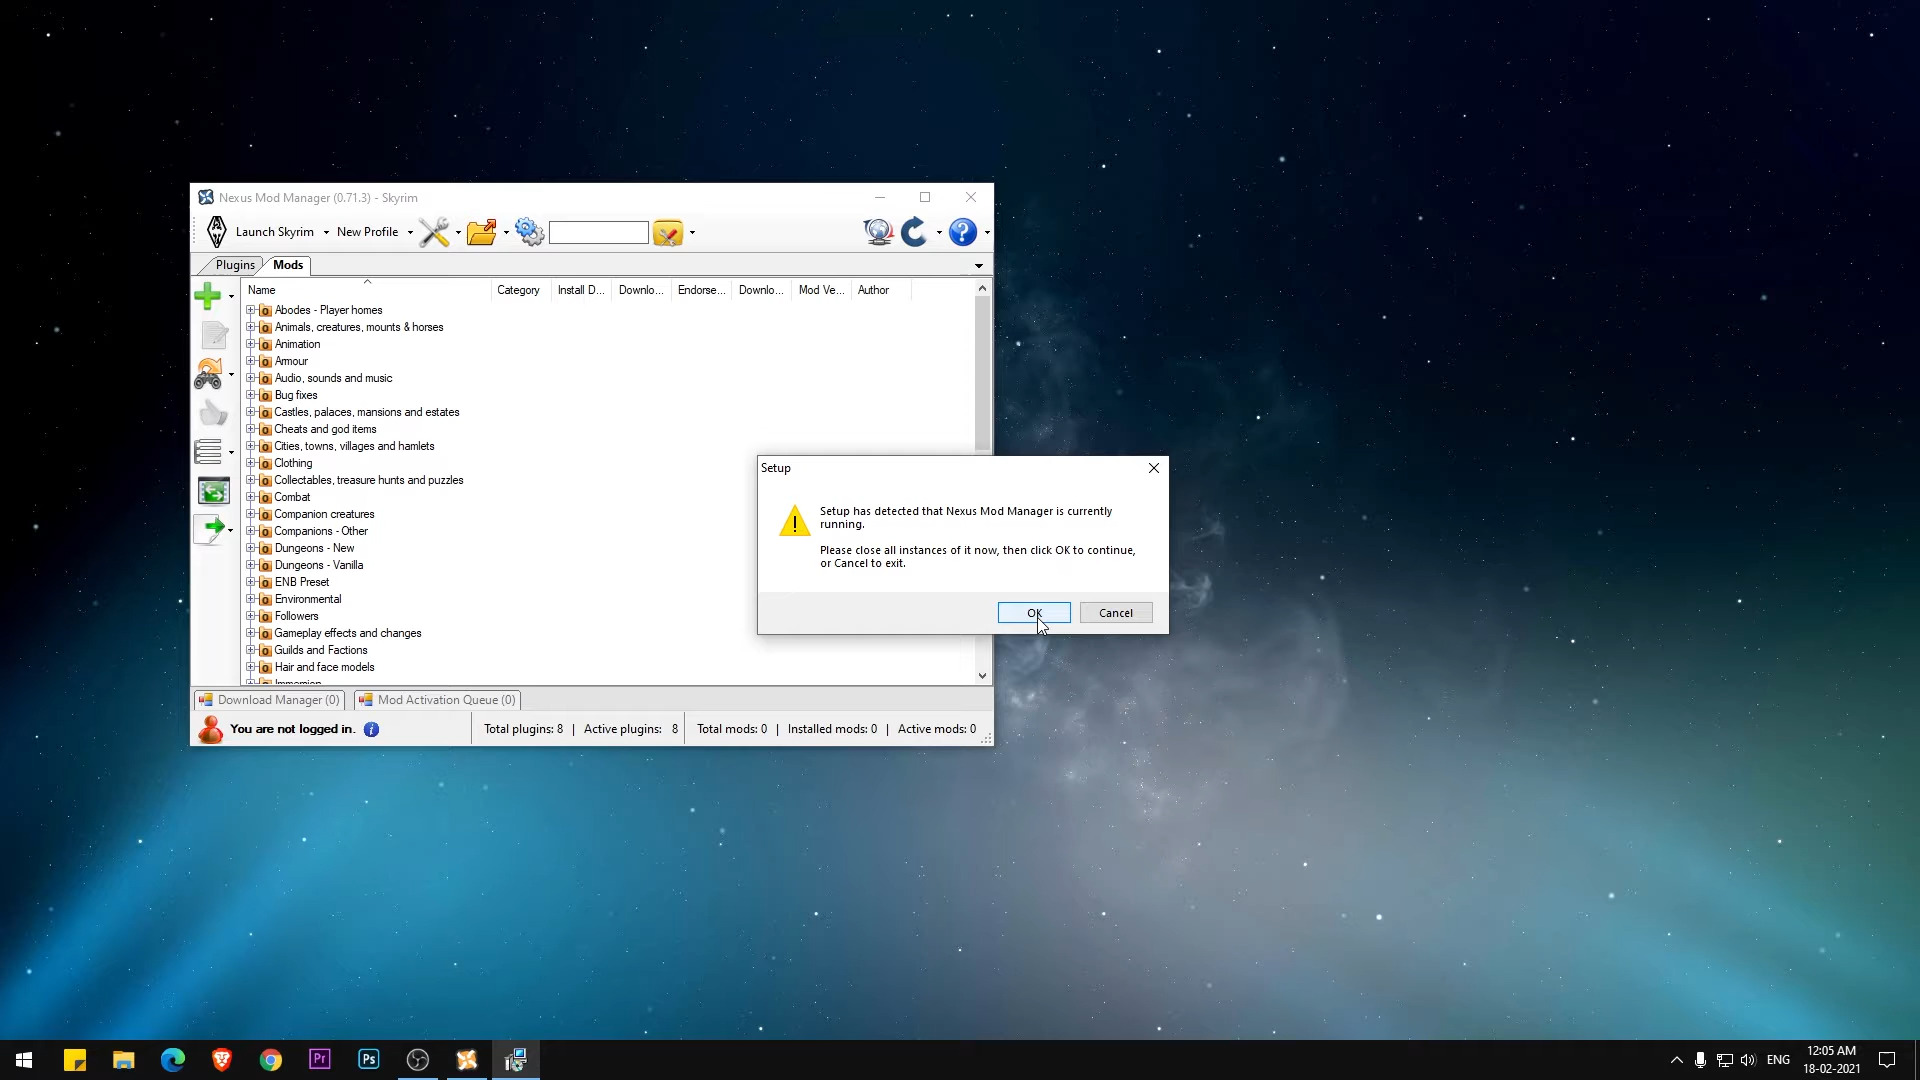 Nexus Mod Manager (0.71.3) - Skyrim
Launch Skyrim New Profile
Plugins Mods
Name Category Install D... Downlo... Endorse... Downlo... Mod Ve... Author
Abodes - Player homes
Animals, creatures, mounts & horses
Animation
Armour
Audio, sounds and music
Bug fixes
Castles, palaces, mansions and estates
Cheats and god items
Cities, towns, villages and hamlets
Clothing
Collectables, treasure hunts and puzzles
Combat
Companion creatures
Companions - Other
Dungeons - New
Dungeons - Vanilla
ENB Preset
Environmental
Followers
Gameplay effects and changes
Guilds and Factions
Hair and face models
Immersion
Download Manager (0) Mod Activation Queue (0)
You are not logged in. Total plugins: 8 | Active plugins: 8 Total mods: 0 | Installed mods: 0 | Active mods: 0
Setup
Setup has detected that Nexus Mod Manager is currently
running.
Please close all instances of it now, then click OK to continue,
or Cancel to exit.
OK Cancel
Pr Ps ENG 12:05 AM
18-02-2021